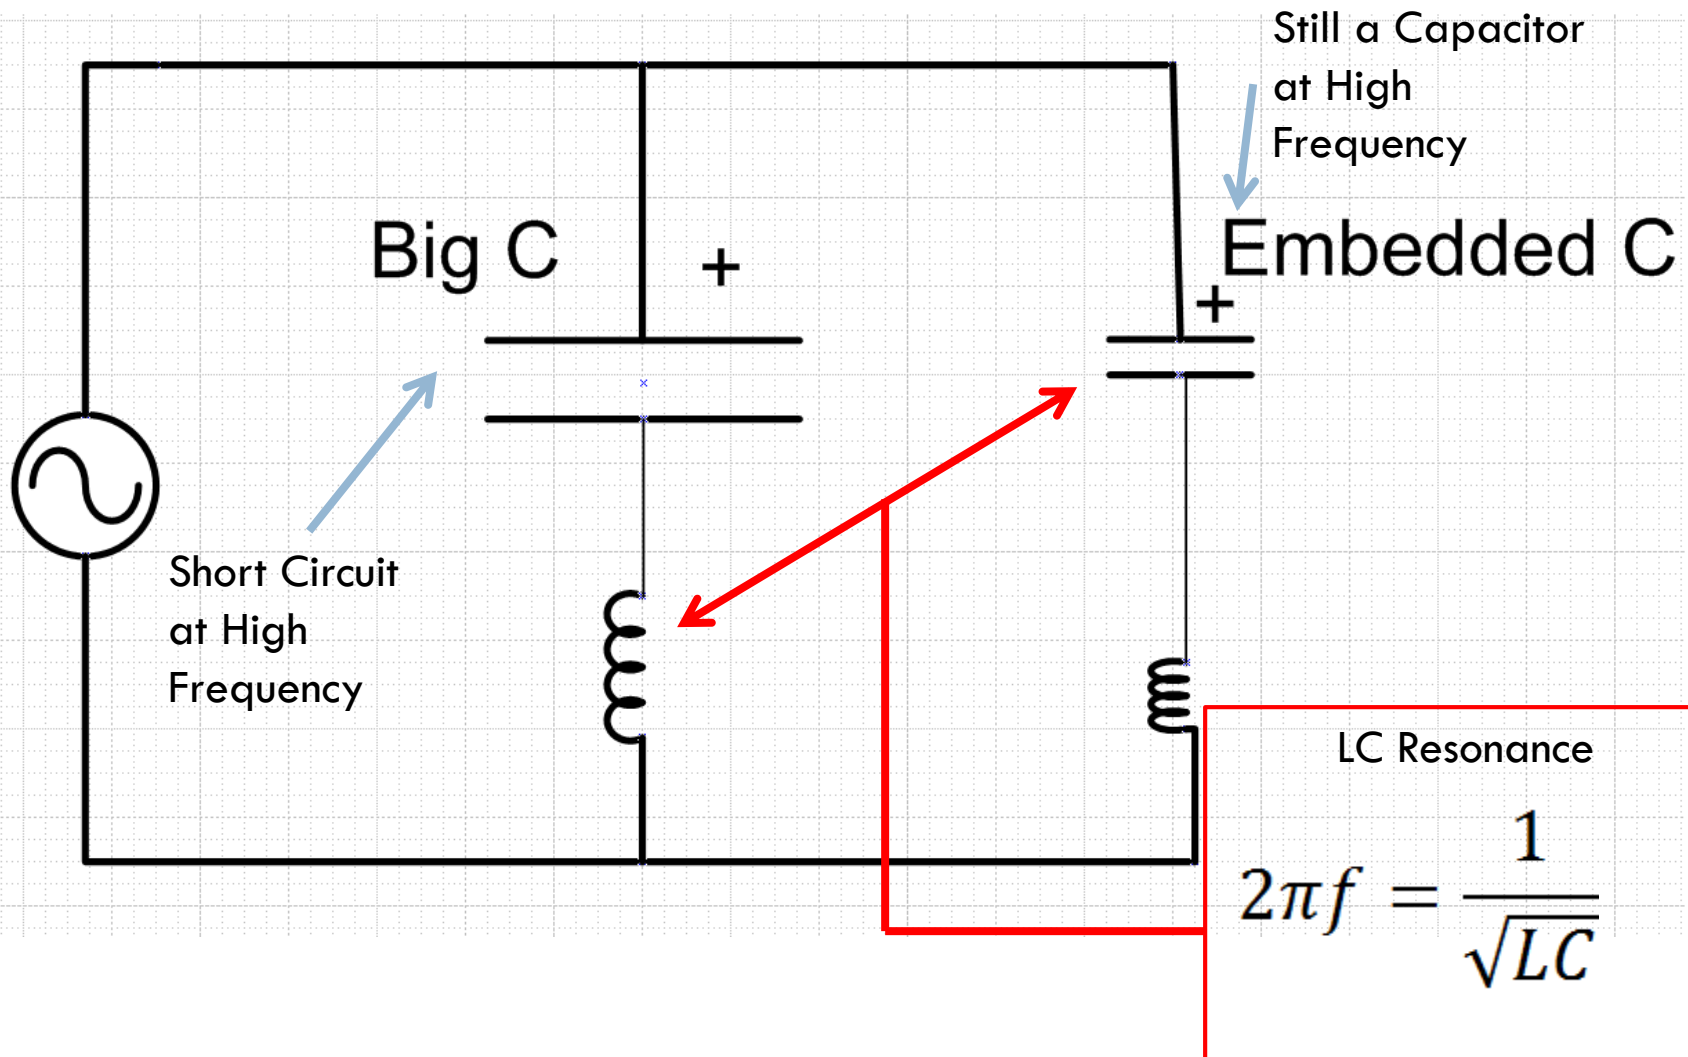 Still a Capacitor
at High
Frequency
Big C
+
Embedded C
+
Short Circuit
at High
Frequency
LC Resonance
2πf = 1/√LC